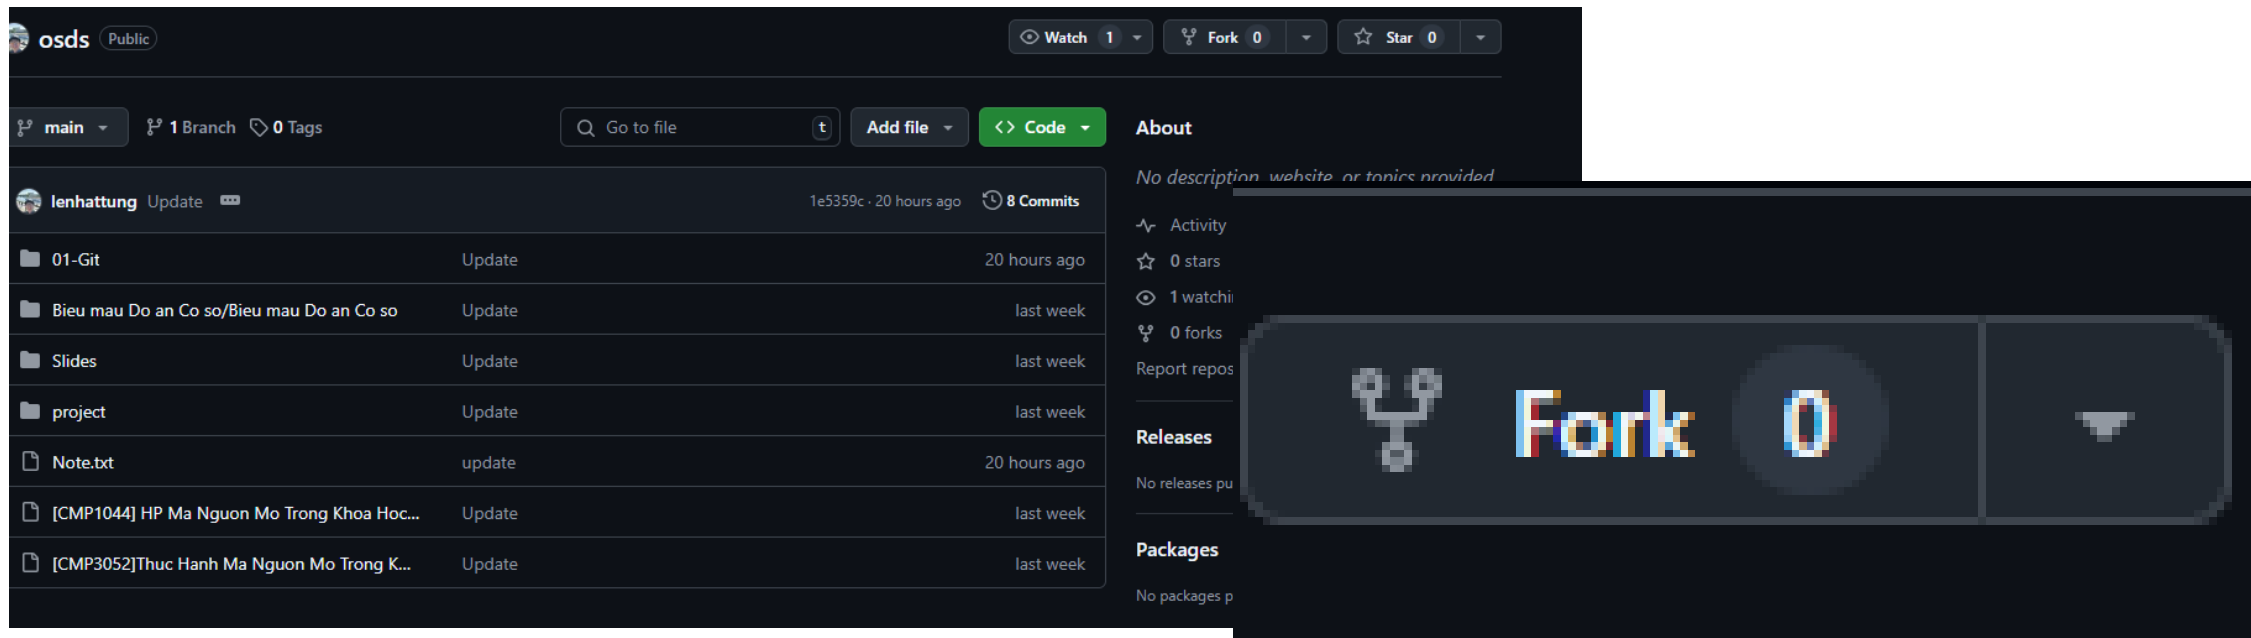 osds Public Watch 1 Fork 0 Star 0
main 1 Branch 0 Tags Go to file t Add file Code
lenhattung Update 1e5359c · 20 hours ago 8 Commits
01-Git Update 20 hours ago
Bieu mau Do an Co so/Bieu mau Do an Co so Update last week
Slides Update last week
project Update last week
Note.txt update 20 hours ago
[CMP1044] HP Ma Nguon Mo Trong Khoa Hoc... Update last week
[CMP3052]Thuc Hanh Ma Nguon Mo Trong K... Update last week
About
No description, website, or topics provided
Activity
0 stars
1 watchi
0 forks
Report repos
Releases
No releases pu
Packages
No packages p
Fork 0